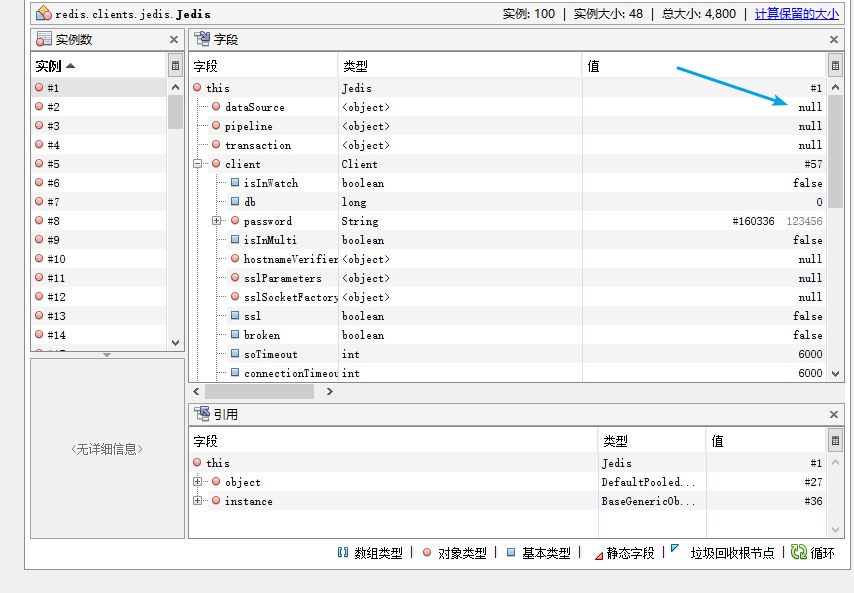 redis.clients.jedis.Jedis 实例: 100 | 实例大小: 48 | 总大小: 4,800 | 计算保留的大小
实例数
实例
#1
#2
#3
#4
#5
#6
#7
#8
#9
#10
#11
#12
#13
#14
<无详细信息>
字段
字段 类型 值
this Jedis #1
dataSource <object> null
pipeline <object> null
transaction <object> null
client Client #57
isInWatch boolean false
db long 0
password String #160336 123456
isInMulti boolean false
hostnameVerifier <object> null
sslParameters <object> null
sslSocketFactory <object> null
ssl boolean false
broken boolean false
soTimeout int 6000
connectionTimeou int 6000
引用
字段 类型 值
this Jedis #1
object DefaultPooled... #27
instance BaseGenericOb... #36
数组类型 | 对象类型 | 基本类型 | 静态字段 | 垃圾回收根节点 | 循环